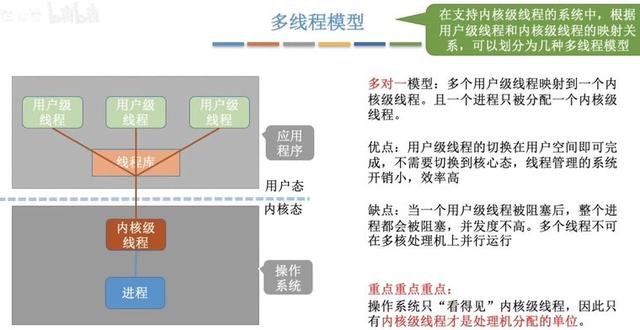 bilibili
多线程模型
在支持内核级线程的系统中，根据
用户级线程和内核级线程的映射关
系，可以划分为几种多线程模型
用户级
线程
用户级
线程
用户级
线程
线程库
应用
程序
用户态
内核态
内核级
线程
进程
操作
系统
多对一模型：多个用户级线程映射到一个内
核级线程。且一个进程只被分配一个内核级
线程。
优点：用户级线程的切换在用户空间即可完
成，不需要切换到核心态，线程管理的系统
开销小，效率高
缺点：当一个用户级线程被阻塞后，整个进
程都会被阻塞，并发度不高。多个线程不可
在多核处理机上并行运行
重点重点重点：
操作系统只“看得见”内核级线程，因此只
有内核级线程才是处理机分配的单位。